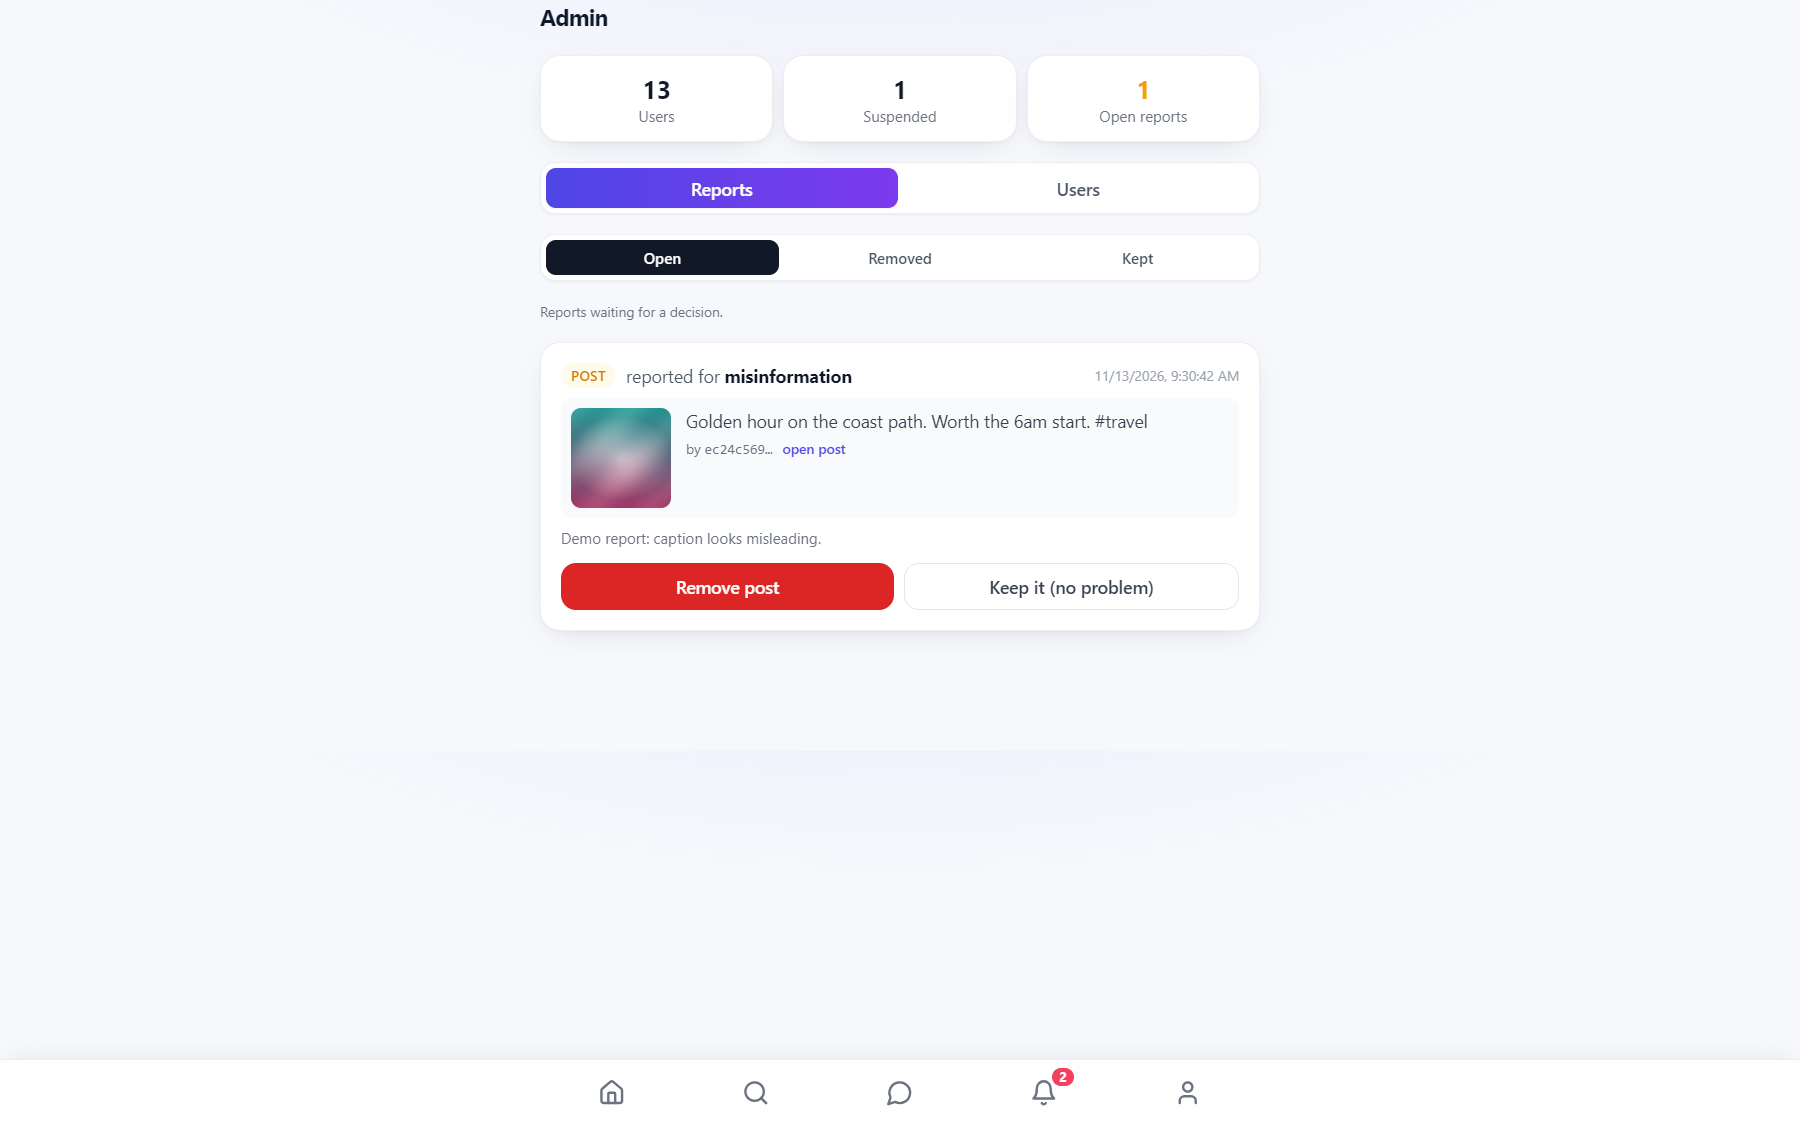 Admin
13
Users
1
Suspended
1
Open reports
Reports
Users
Open
Removed
Kept
Reports waiting for a decision.
POST reported for misinformation 11/13/2026, 9:30:42 AM
Golden hour on the coast path. Worth the 6am start. #travel
by ec24c569… open post
Demo report: caption looks misleading.
Remove post
Keep it (no problem)
2